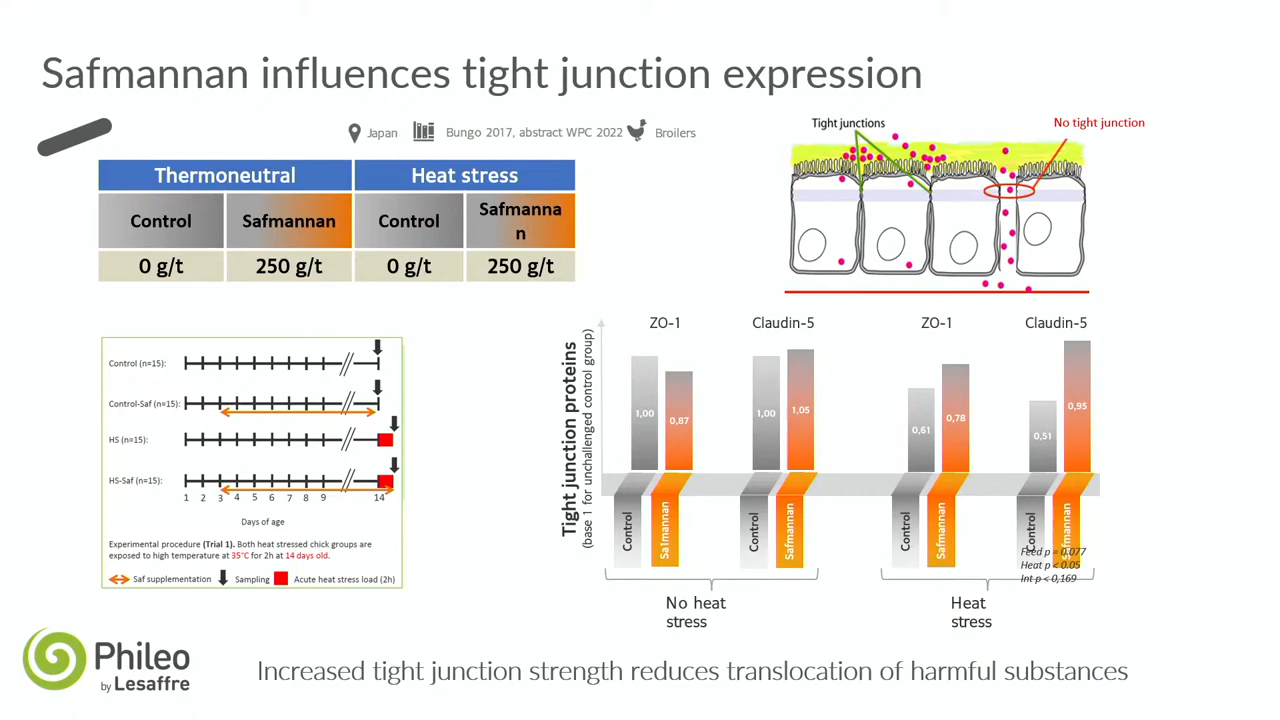 Safmannan influences tight junction expression
Japan
Bungo 2017, abstract WPC 2022
Broilers
Thermoneutral
Heat stress
Control
Safmannan
Control
Safmanna
n
0 g/t
250 g/t
0 g/t
250 g/t
Tight junctions
No tight junction
Control (n=15):
Control-Saf (n=15):
HS (n=15):
HS-Saf (n=15):
1 2 3 4 5 6 7 8 9 14
Days of age
Experimental procedure (Trial 1). Both heat stressed chick groups are
exposed to high temperature at 35°C for 2h at 14 days old.
Saf supplementation
Sampling
Acute heat stress load (2h)
Tight junction proteins
(base 1 for unchallenged control group)
ZO-1
Claudin-5
ZO-1
Claudin-5
1,00
0,87
1,00
1,05
0,61
0,78
0,51
0,95
Control
Safmannan
Control
Safmannan
Control
Safmannan
Control
Safmannan
Feed p = 0.077
Heat p < 0.05
Int p < 0,169
No heat
stress
Heat
stress
Phileo
by Lesaffre
Increased tight junction strength reduces translocation of harmful substances